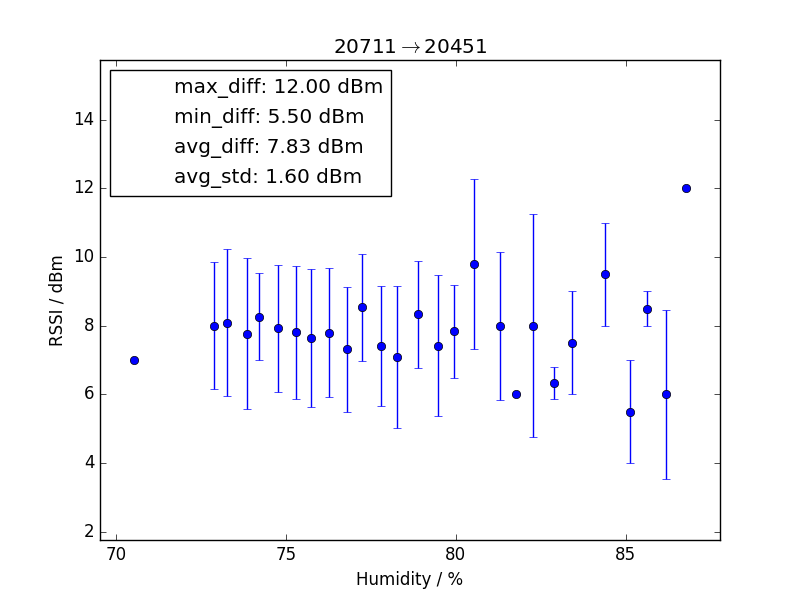 20711→20451
max_diff: 12.00 dBm
min_diff: 5.50 dBm
avg_diff: 7.83 dBm
avg_std: 1.60 dBm
RSSI / dBm
14
12
10
8
6
4
2
70 75 80 85
Humidity / %